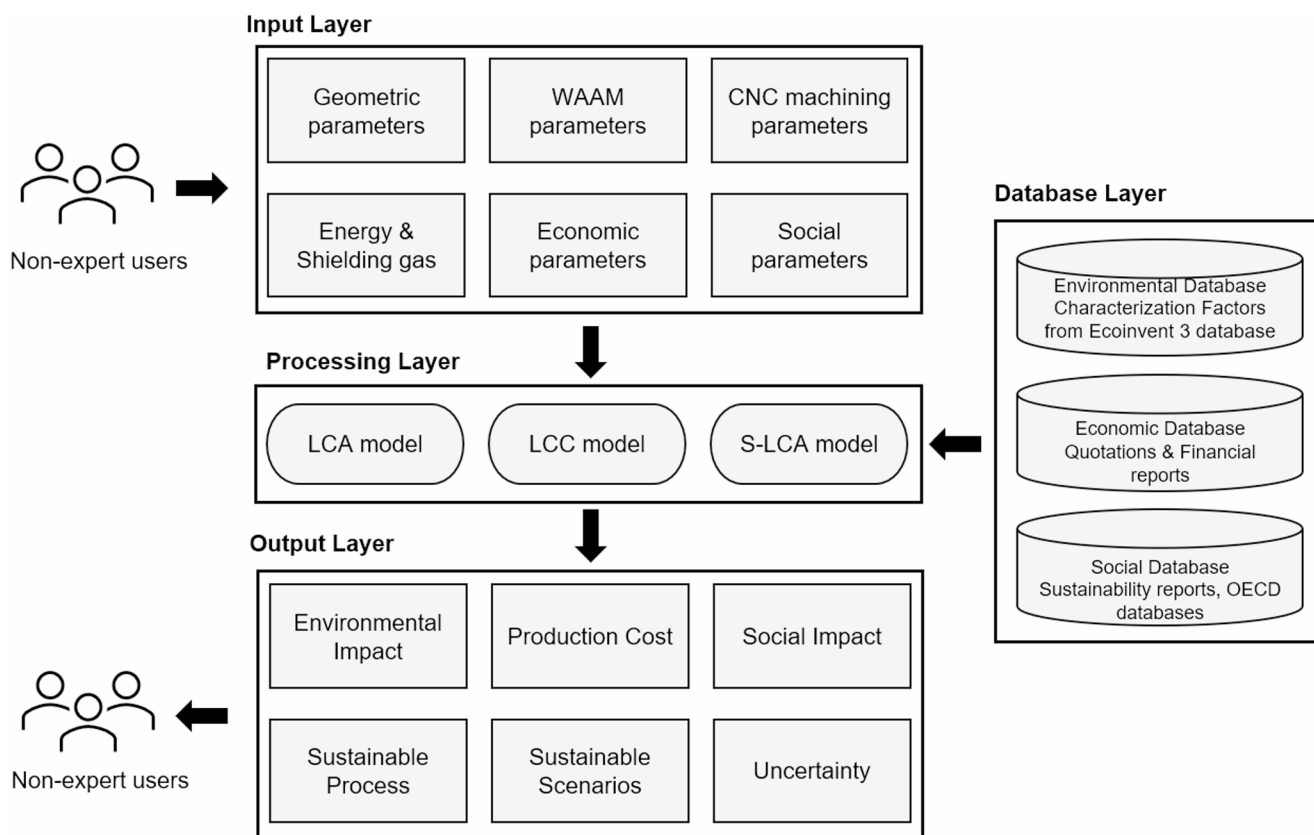 Input Layer
Geometric
parameters
WAAM
parameters
CNC machining
parameters
Energy &
Shielding gas
Economic
parameters
Social
parameters
Non-expert users
Processing Layer
LCA model
LCC model
S-LCA model
Database Layer
Environmental Database
Characterization Factors
from Ecoinvent 3 database
Economic Database
Quotations & Financial
reports
Social Database
Sustainability reports, OECD
databases
Output Layer
Environmental
Impact
Production Cost
Social Impact
Sustainable
Process
Sustainable
Scenarios
Uncertainty
Non-expert users